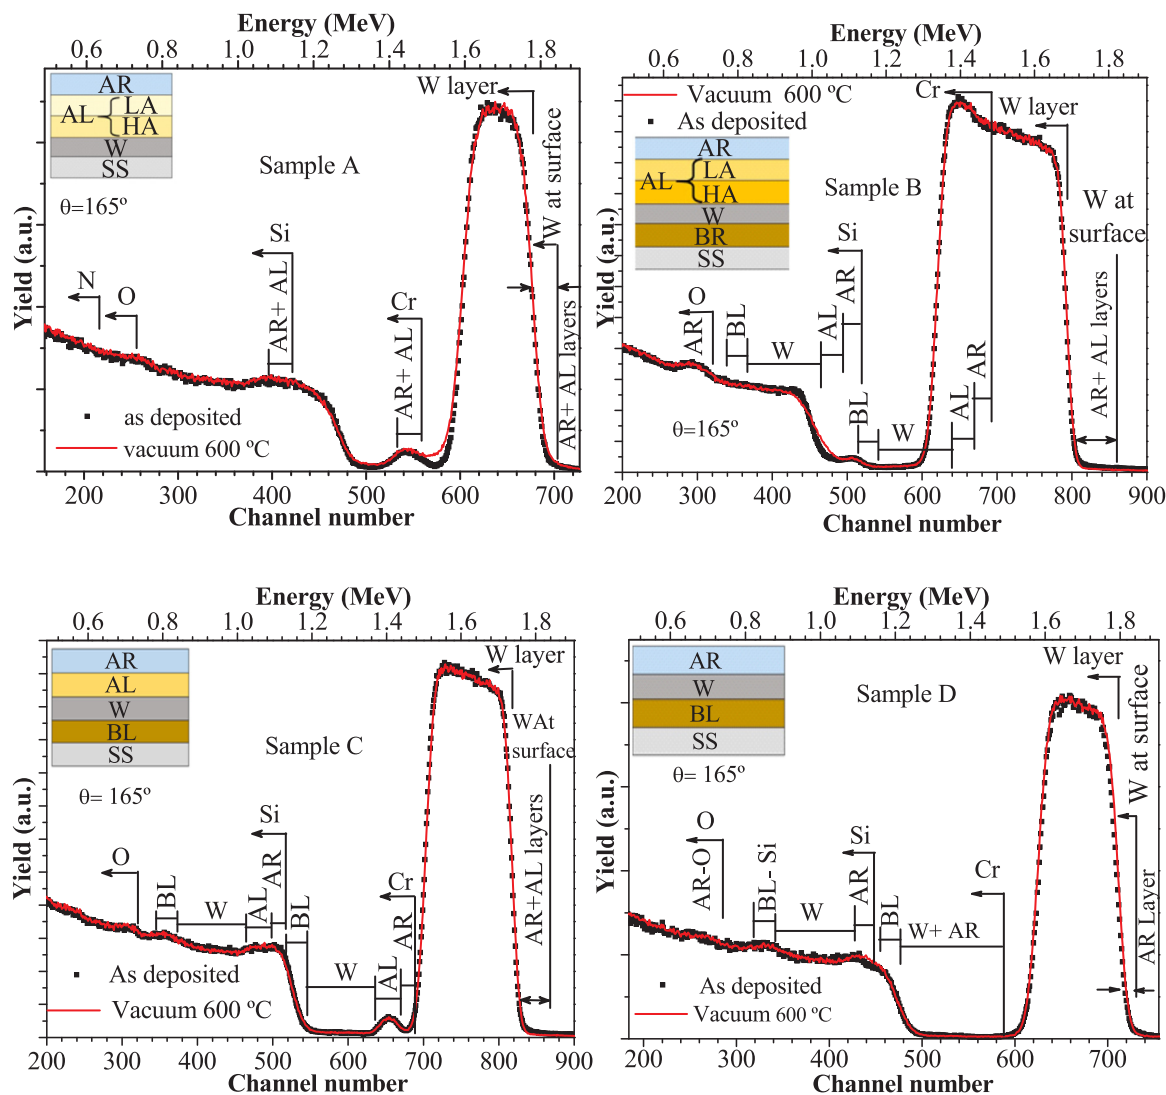 Energy (MeV)
0.6 0.8 1.0 1.2 1.4 1.6 1.8
AR
AL { LA
HA
W
SS
Sample A
θ=165º
W layer
W at surface
Si
AR+ AL
N
O
Cr
AR+ AL
AR+ AL layers
as deposited
vacuum 600 ºC
Yield (a.u.)
200 300 400 500 600 700
Channel number
Energy (MeV)
0.6 0.8 1.0 1.2 1.4 1.6 1.8
Vacuum 600 ºC
As deposited
Cr
W layer
AR
AL { LA
HA
W
BR
SS
Sample B
W at
surface
Si
AR
AL
O
AR
BL
W
AR
AL
BL
W
AR+ AL layers
θ=165º
Yield (a.u.)
200 300 400 500 600 700 800 900
Channel number
Energy (MeV)
0.6 0.8 1.0 1.2 1.4 1.6 1.8
AR
AL
W
BL
SS
Sample C
θ= 165º
W layer
WAt
surface
Si
AR
AL
O
BL
W
BL
Cr
AR
W
AL
AR+AL layers
As deposited
Vacuum 600 ºC
Yield (a.u.)
200 300 400 500 600 700 800 900
Channel number
Energy (MeV)
0.6 0.8 1.0 1.2 1.4 1.6 1.8
AR
W
BL
SS
Sample D
θ= 165º
W layer
W at surface
O
AR-O
BL- Si
Si
AR
W
BL
Cr
W+ AR
AR Layer
As deposited
Vacuum 600 ºC
Yield (a.u.)
200 300 400 500 600 700
Channel number